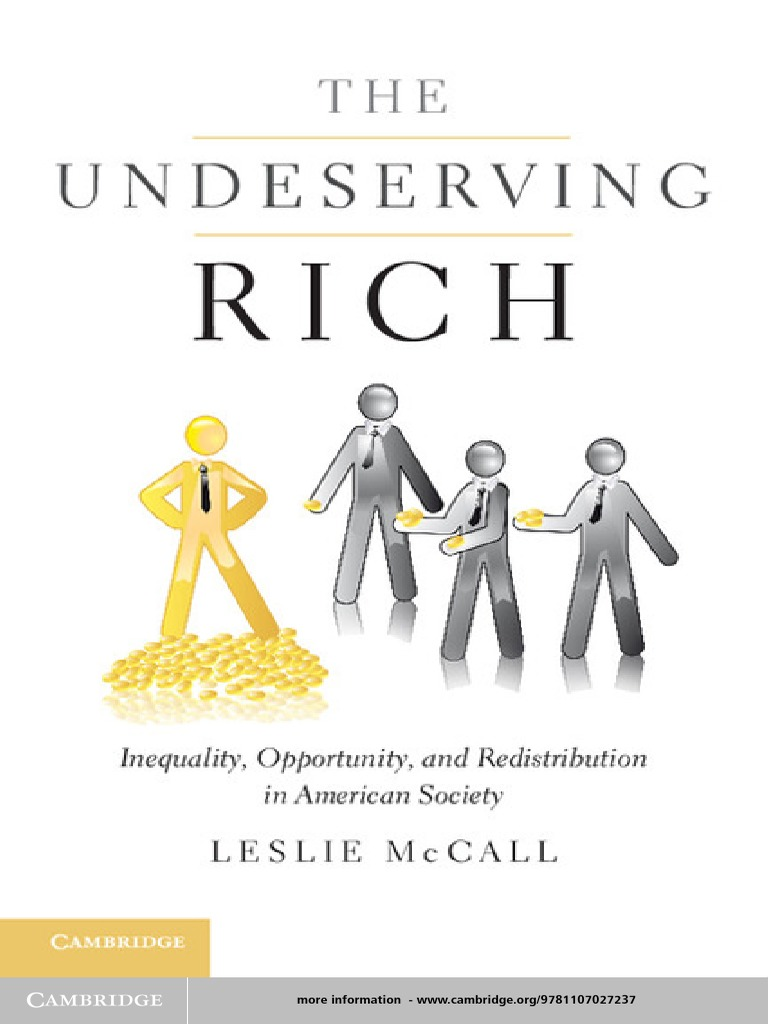 THE
UNDESERVING
RICH
Inequality, Opportunity, and Redistribution
in American Society
LESLIE McCALL
CAMBRIDGE
CAMBRIDGE
more information - www.cambridge.org/9781107027237